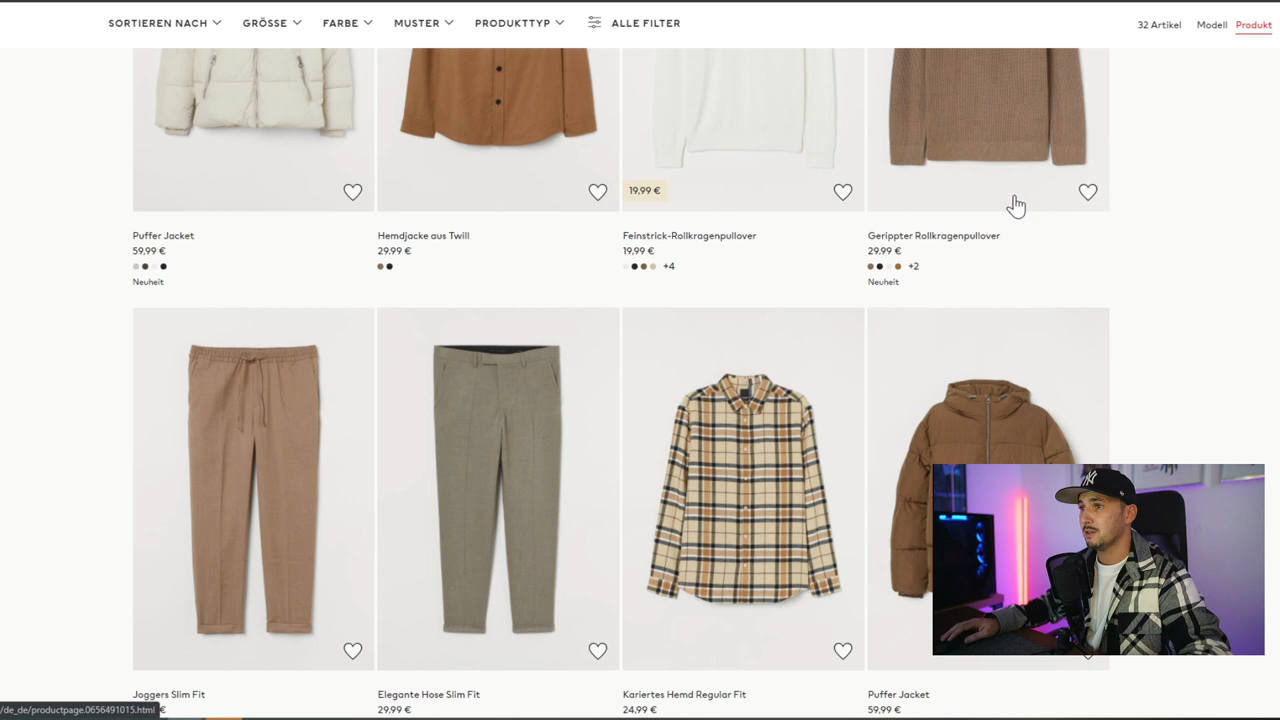 SORTIEREN NACH GRÖSSE FARBE MUSTER PRODUKTTYP ALLE FILTER
32 Artikel Modell Produkt
19,99 €
Puffer Jacket
59,99 €
Neuheit
Hemdjacke aus Twill
29,99 €
Feinstrick-Rollkragenpullover
19,99 €
+4
Gerippter Rollkragenpullover
29,99 €
+2
Neuheit
Joggers Slim Fit
€
Elegante Hose Slim Fit
29,99 €
Kariertes Hemd Regular Fit
24,99 €
Puffer Jacket
59,99 €
/de_de/productpage.0656491015.html